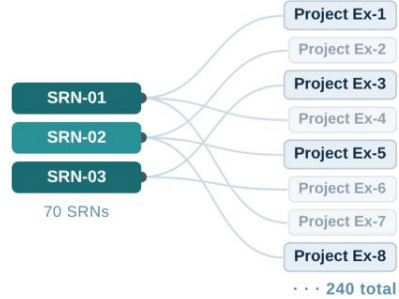 SRN-01
SRN-02
SRN-03
70 SRNs
Project Ex-1
Project Ex-2
Project Ex-3
Project Ex-4
Project Ex-5
Project Ex-6
Project Ex-7
Project Ex-8
· · · 240 total